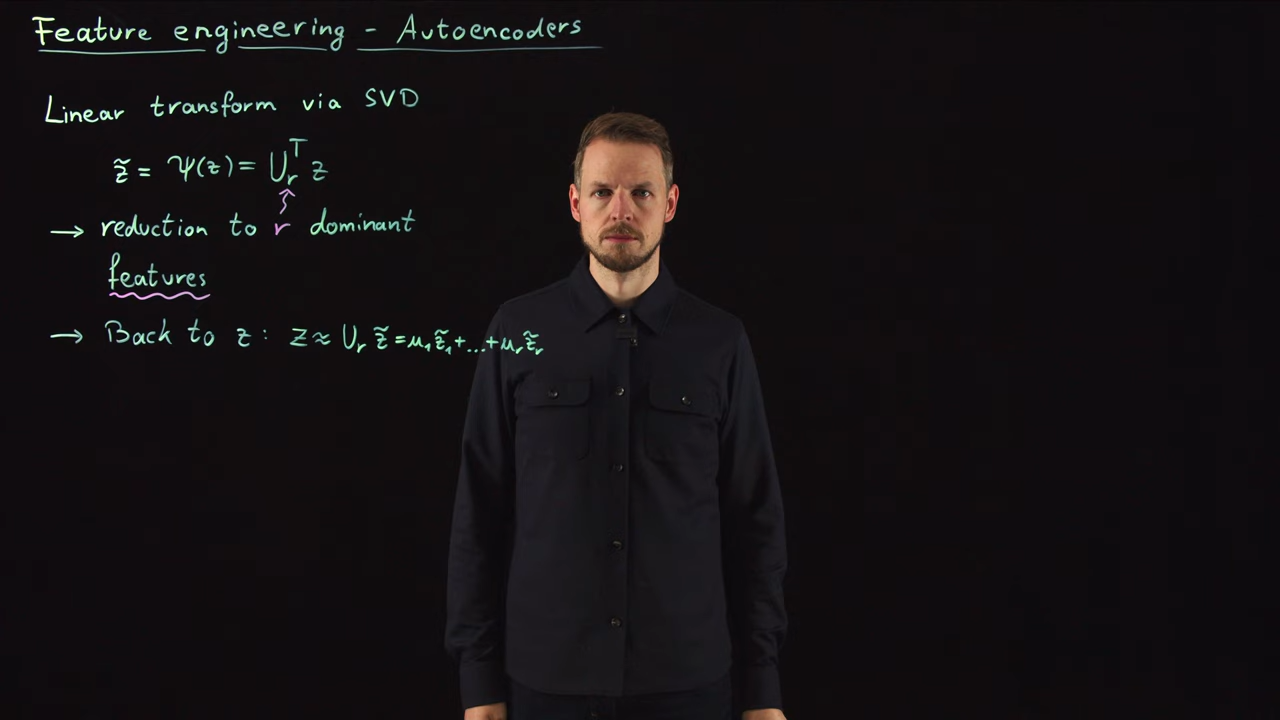 Feature engineering - Autoencoders
Linear transform via SVD
z̃ = Ψ(z) = U_r^T z
→ reduction to r dominant
features
→ Back to z: z ≈ U_r z̃ = u_1 z̃_1 + ... + u_r z̃_r